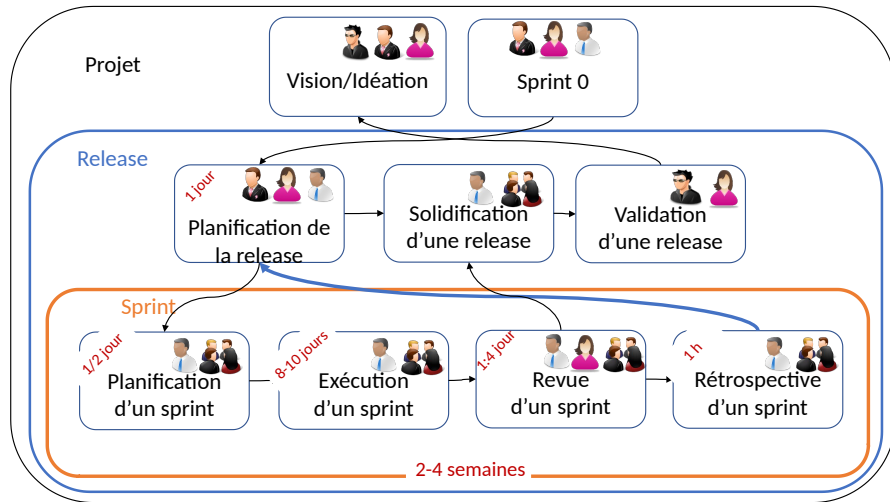 Projet
Vision/Idéation
Sprint 0
Release
1 jour
Planification de
la release
Solidification
d’une release
Validation
d’une release
Sprint
1/2 jour
Planification
d’un sprint
8-10 jours
Exécution
d’un sprint
1:4 jour
Revue
d’un sprint
1 h
Rétrospective
d’un sprint
2-4 semaines